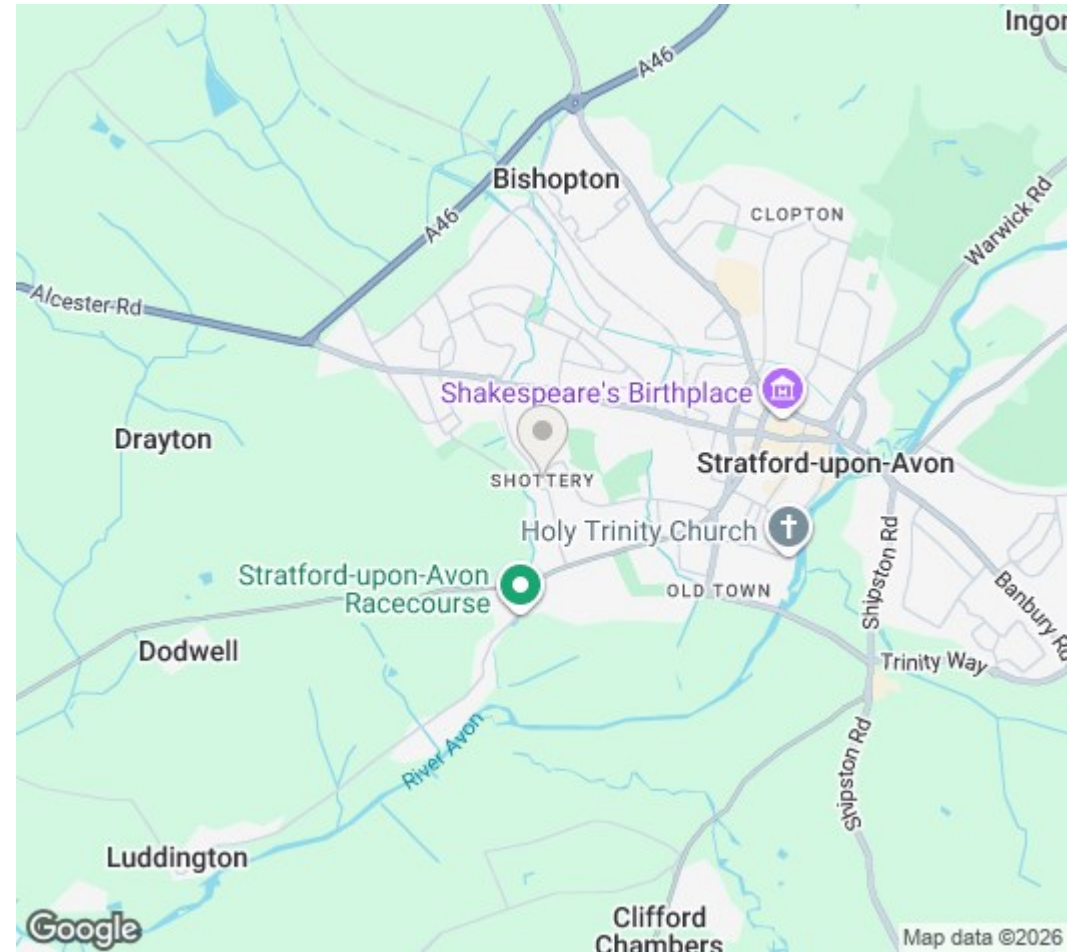 Ingor
A46
Bishopton
CLOPTON
Warwick Rd
A46
Alcester Rd
Shakespeare's Birthplace
Drayton
Stratford-upon-Avon
SHOTTERY
Holy Trinity Church
Stratford-upon-Avon
Racecourse
OLD TOWN
Shipston Rd
Banbury Rd
Dodwell
Trinity Way
River Avon
Shipston Rd
Luddington
Clifford
Chambers
Google
Map data ©2026